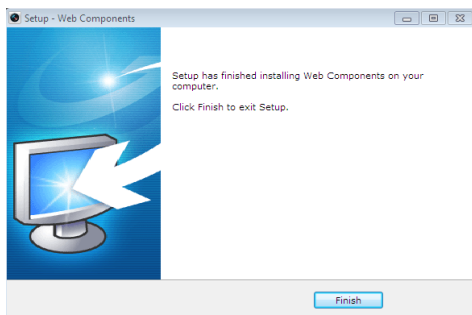 Setup - Web Components
Setup has finished installing Web Components on your
computer.
Click Finish to exit Setup.
Finish